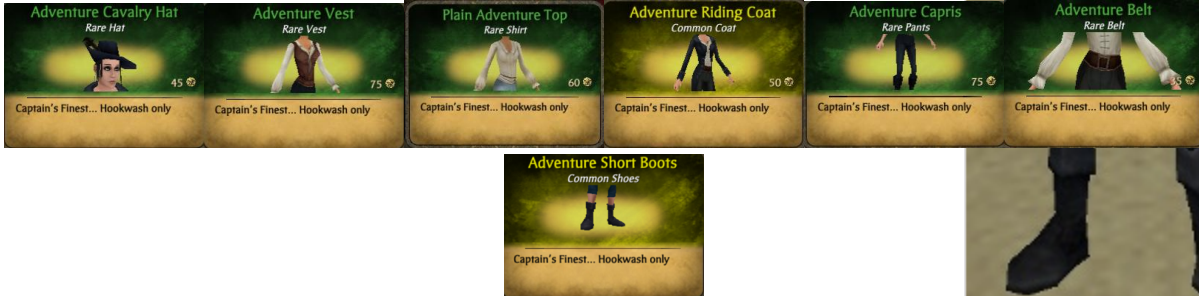 Adventure Cavalry Hat
Rare Hat
45
Captain's Finest... Hookwash only
Adventure Vest
Rare Vest
75
Captain's Finest... Hookwash only
Plain Adventure Top
Rare Shirt
60
Captain's Finest... Hookwash only
Adventure Riding Coat
Common Coat
50
Captain's Finest... Hookwash only
Adventure Capris
Rare Pants
75
Captain's Finest... Hookwash only
Adventure Belt
Rare Belt
Captain's Finest... Hookwash only
Adventure Short Boots
Common Shoes
Captain's Finest... Hookwash only